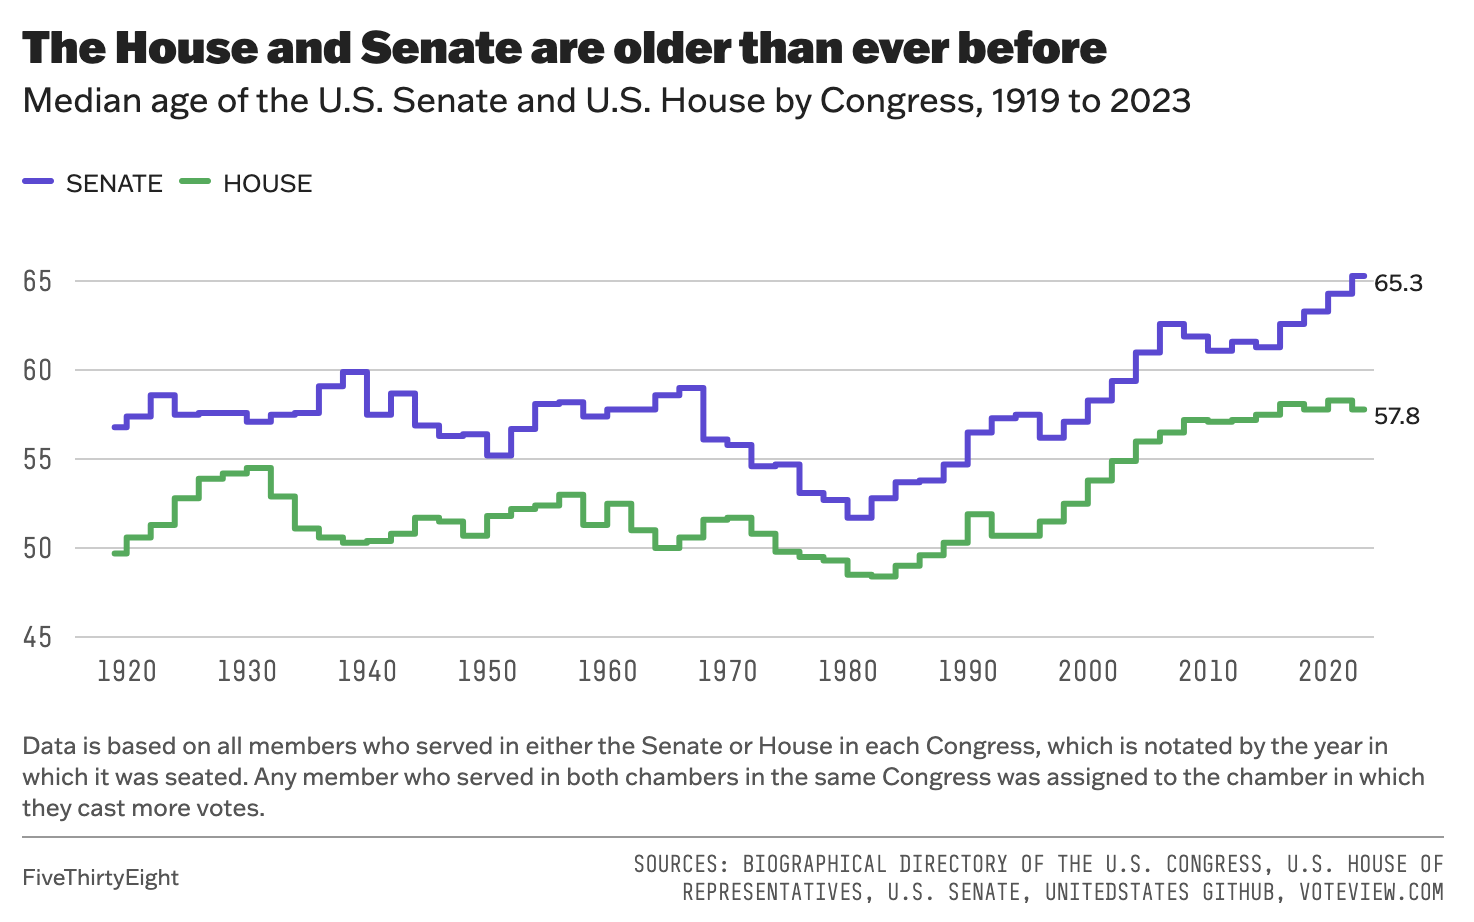 The House and Senate are older than ever before
Median age of the U.S. Senate and U.S. House by Congress, 1919 to 2023
SENATE HOUSE
65
65.3
60
57.8
55
50
45
1920 1930 1940 1950 1960 1970 1980 1990 2000 2010 2020
Data is based on all members who served in either the Senate or House in each Congress, which is notated by the year in
which it was seated. Any member who served in both chambers in the same Congress was assigned to the chamber in which
they cast more votes.
FiveThirtyEight
SOURCES: BIOGRAPHICAL DIRECTORY OF THE U.S. CONGRESS, U.S. HOUSE OF
REPRESENTATIVES, U.S. SENATE, UNITEDSTATES GITHUB, VOTEVIEW.COM